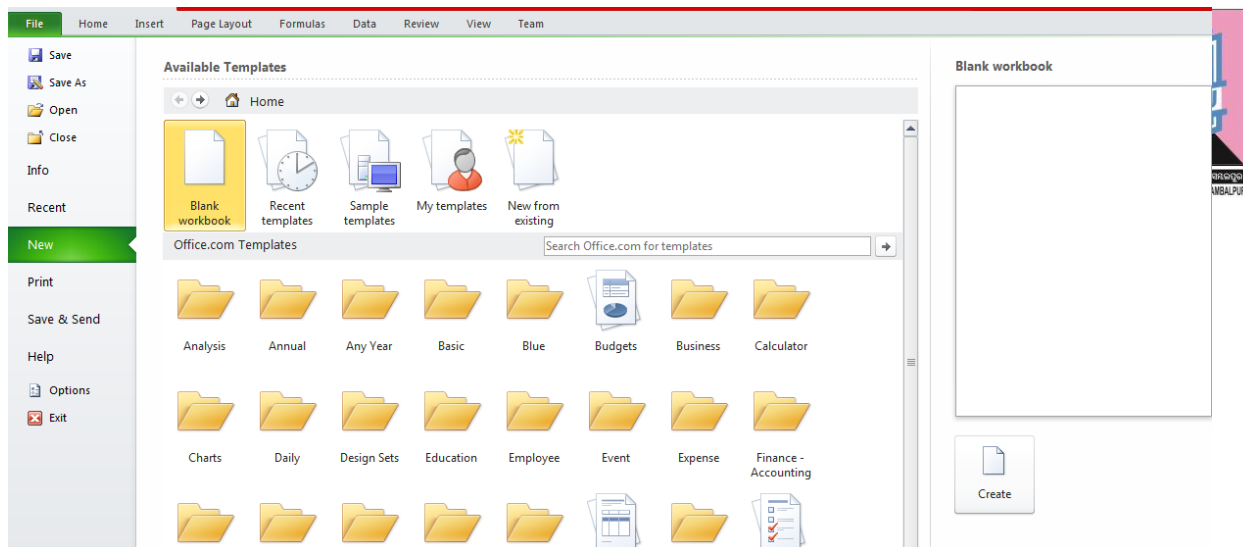 File Home Insert Page Layout Formulas Data Review View Team
Save
Save As
Open
Close
Info
Recent
New
Print
Save & Send
Help
Options
Exit
Available Templates
Home
Blank workbook
Recent templates
Sample templates
My templates
New from existing
Office.com Templates
Search Office.com for templates
Analysis Annual Any Year Basic Blue Budgets Business Calculator
Charts Daily Design Sets Education Employee Event Expense Finance - Accounting
Blank workbook
Create